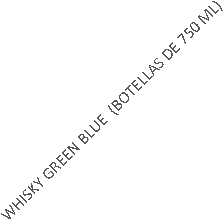 WHISKY GREEN BLUE  (BOTELLAS DE 750 ML)